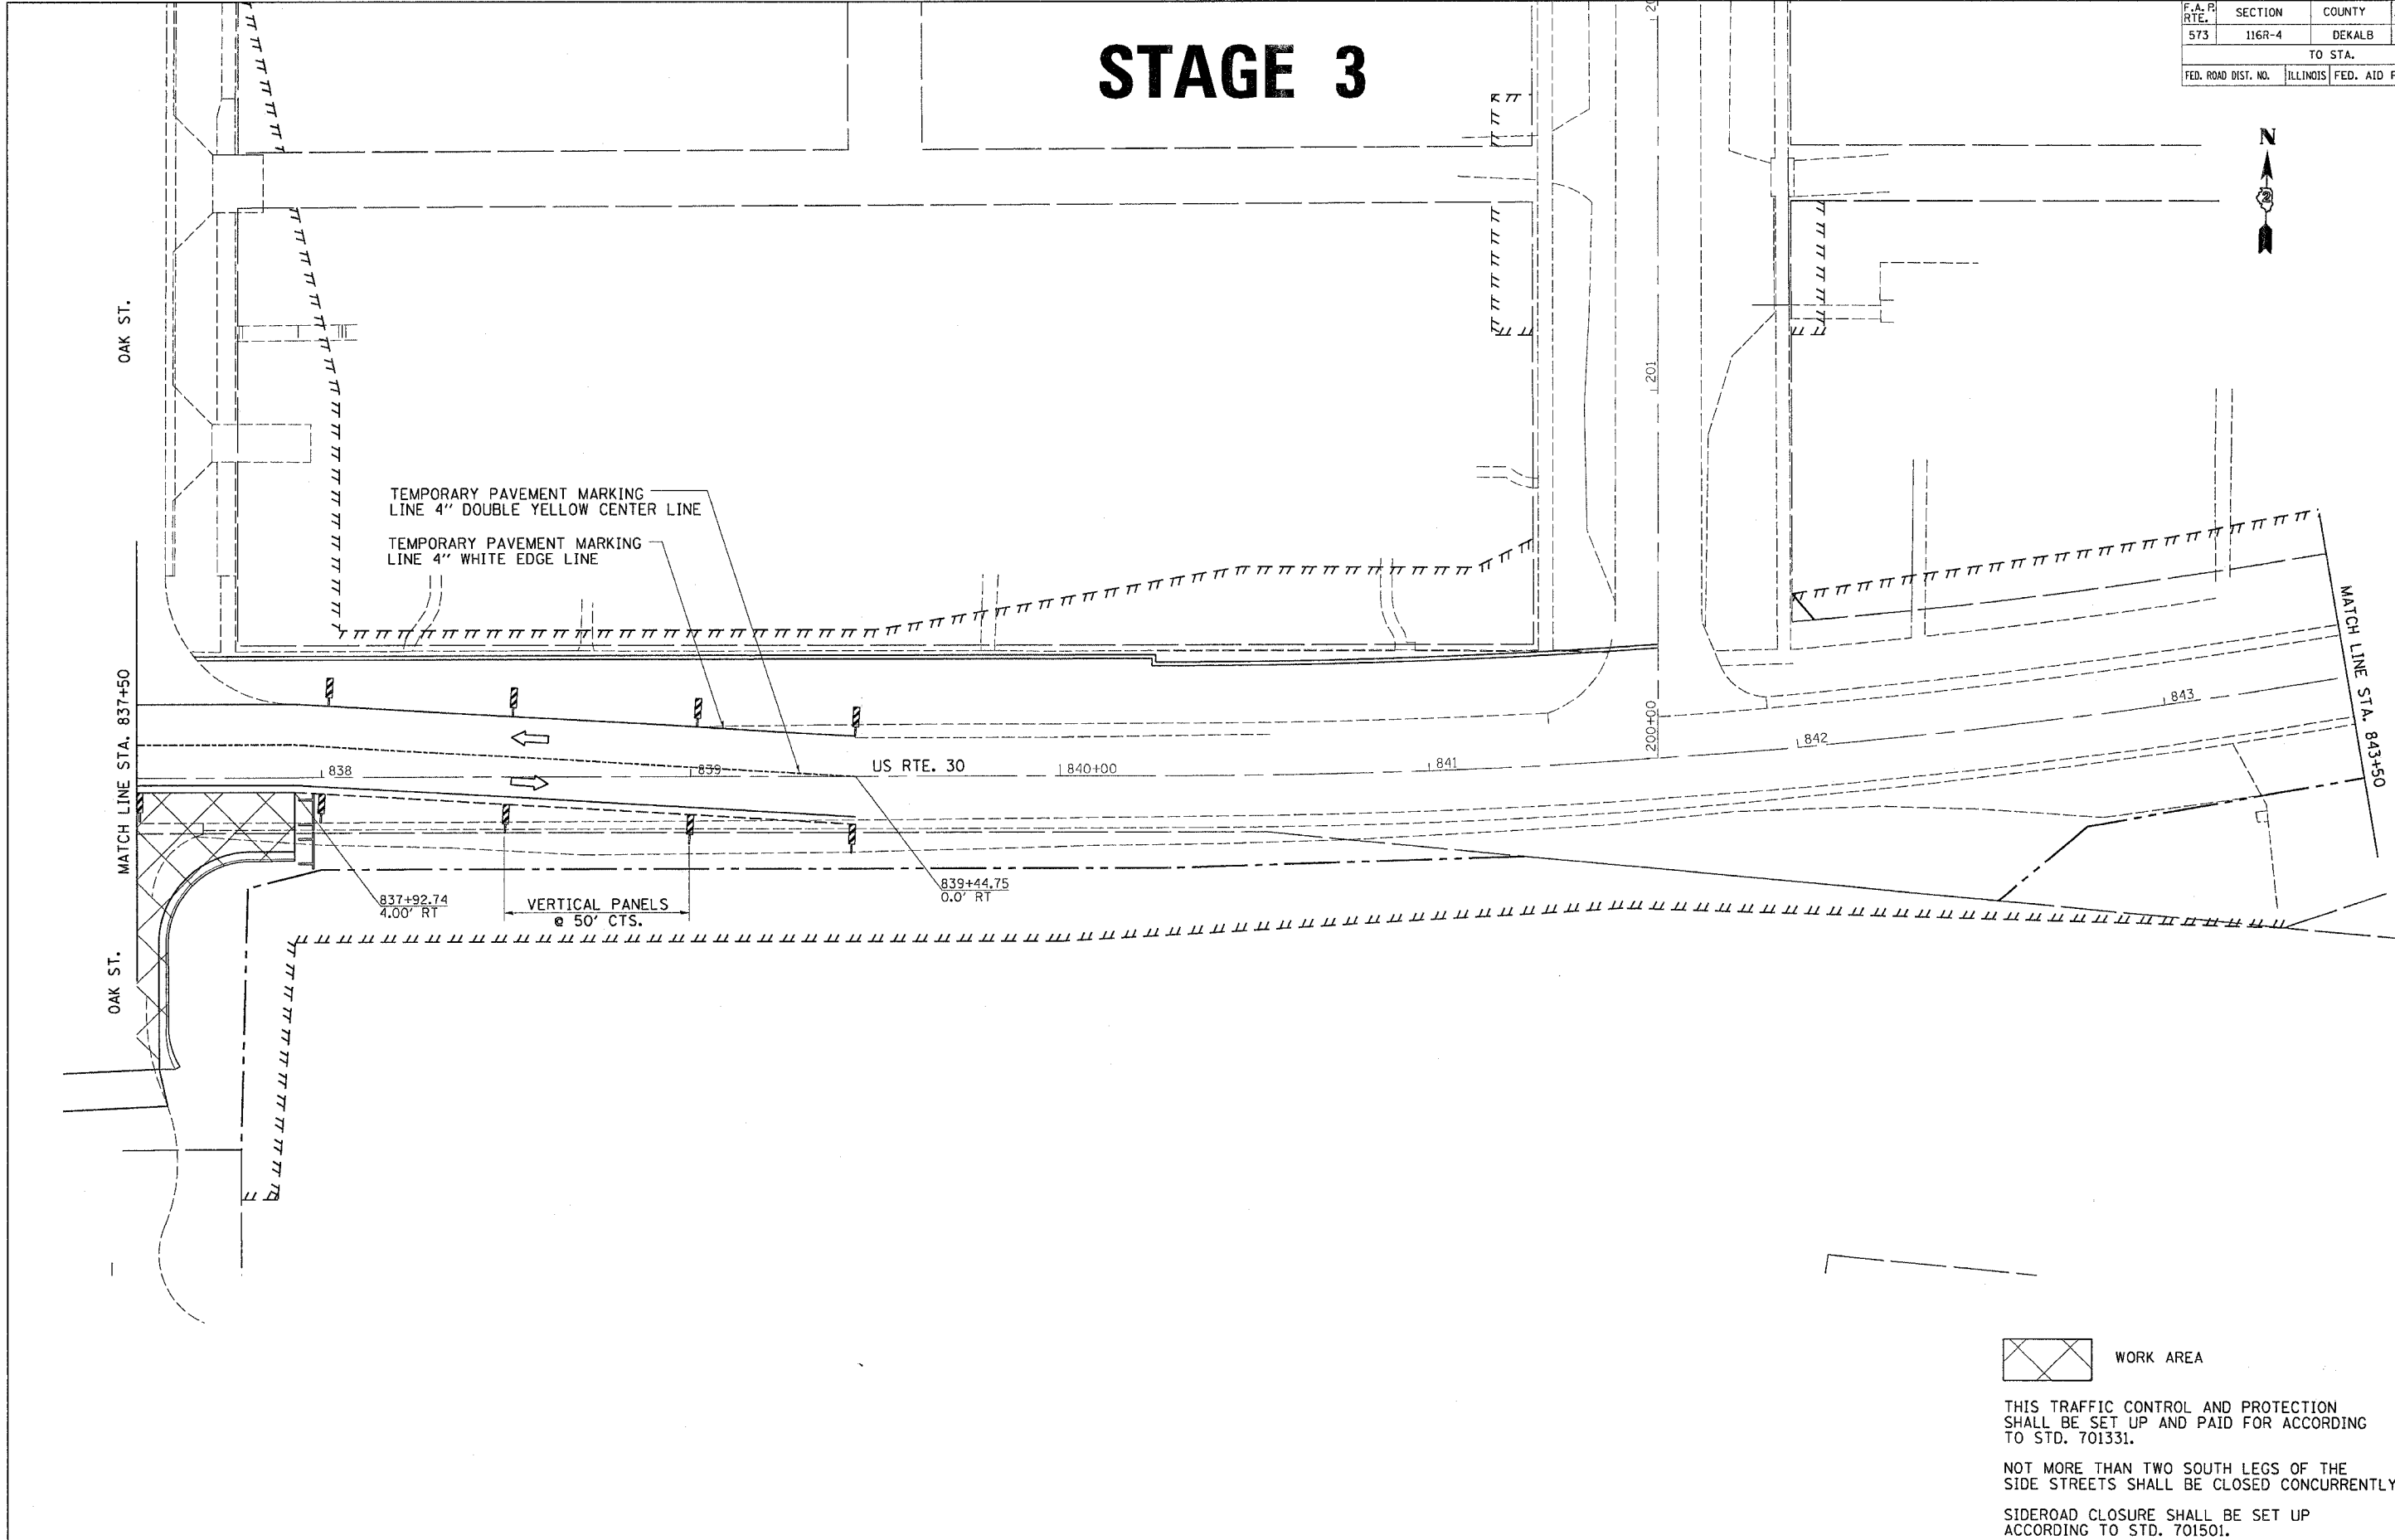 STAGE 3
F.A.P. RTE. SECTION COUNTY
573 116R-4 DEKALB
TO STA.
FED. ROAD DIST. NO. ILLINOIS FED. AID
N
2
OAK ST.
201
TEMPORARY PAVEMENT MARKING
LINE 4" DOUBLE YELLOW CENTER LINE
TEMPORARY PAVEMENT MARKING
LINE 4" WHITE EDGE LINE
MATCH LINE STA. 837+50
MATCH LINE STA. 843+50
838
839
US RTE. 30
840+00
841
200+00
842
843
837+92.74
4.00' RT
VERTICAL PANELS
@ 50' CTS.
839+44.75
0.0' RT
OAK ST.
WORK AREA
THIS TRAFFIC CONTROL AND PROTECTION
SHALL BE SET UP AND PAID FOR ACCORDING
TO STD. 701331.
NOT MORE THAN TWO SOUTH LEGS OF THE
SIDE STREETS SHALL BE CLOSED CONCURRENTLY
SIDEROAD CLOSURE SHALL BE SET UP
ACCORDING TO STD. 701501.